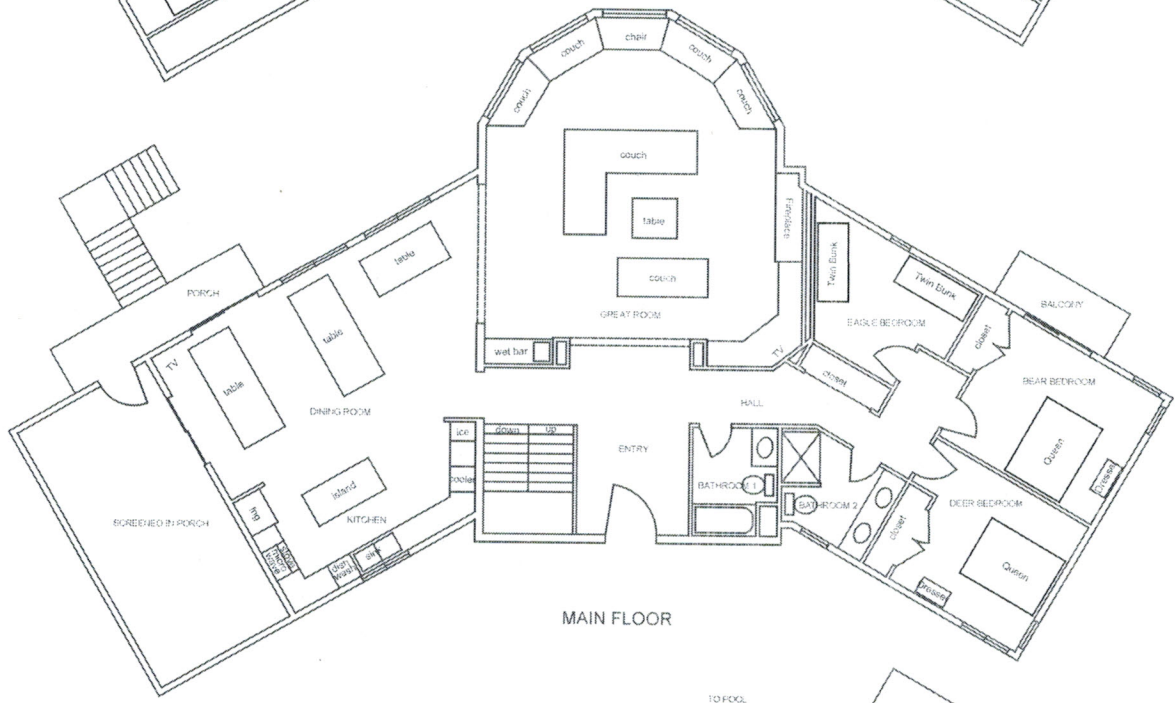 chair
couch
couch
couch
couch
couch
table
couch
Fireplace
GREAT ROOM
wet bar
TV
PORCH
table
table
table
TV
DINING ROOM
island
KITCHEN
ice
cooler
frig
stove
micro
wave
dish
wash
sink
SCREENED IN PORCH
down
up
ENTRY
HALL
Twin Bunk
Twin Bunk
EAGLE BEDROOM
closet
closet
BALCONY
BEAR BEDROOM
Queen
Dresser
BATHROOM 1
BATHROOM 2
closet
DEER BEDROOM
Queen
Dresser
MAIN FLOOR
TO POOL